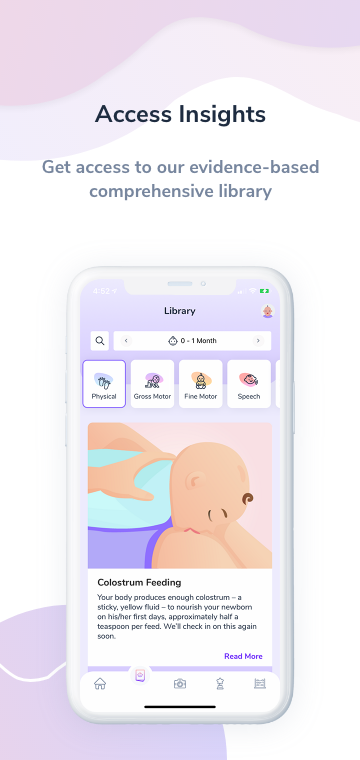 Access Insights
Get access to our evidence-based
comprehensive library
4:52
Library
0 - 1 Month
Physical
Gross Motor
Fine Motor
Speech
Colostrum Feeding
Your body produces enough colostrum – a
sticky, yellow fluid – to nourish your newborn
on his/her first days, approximately half a
teaspoon per feed. We'll check in on this again
soon.
Read More